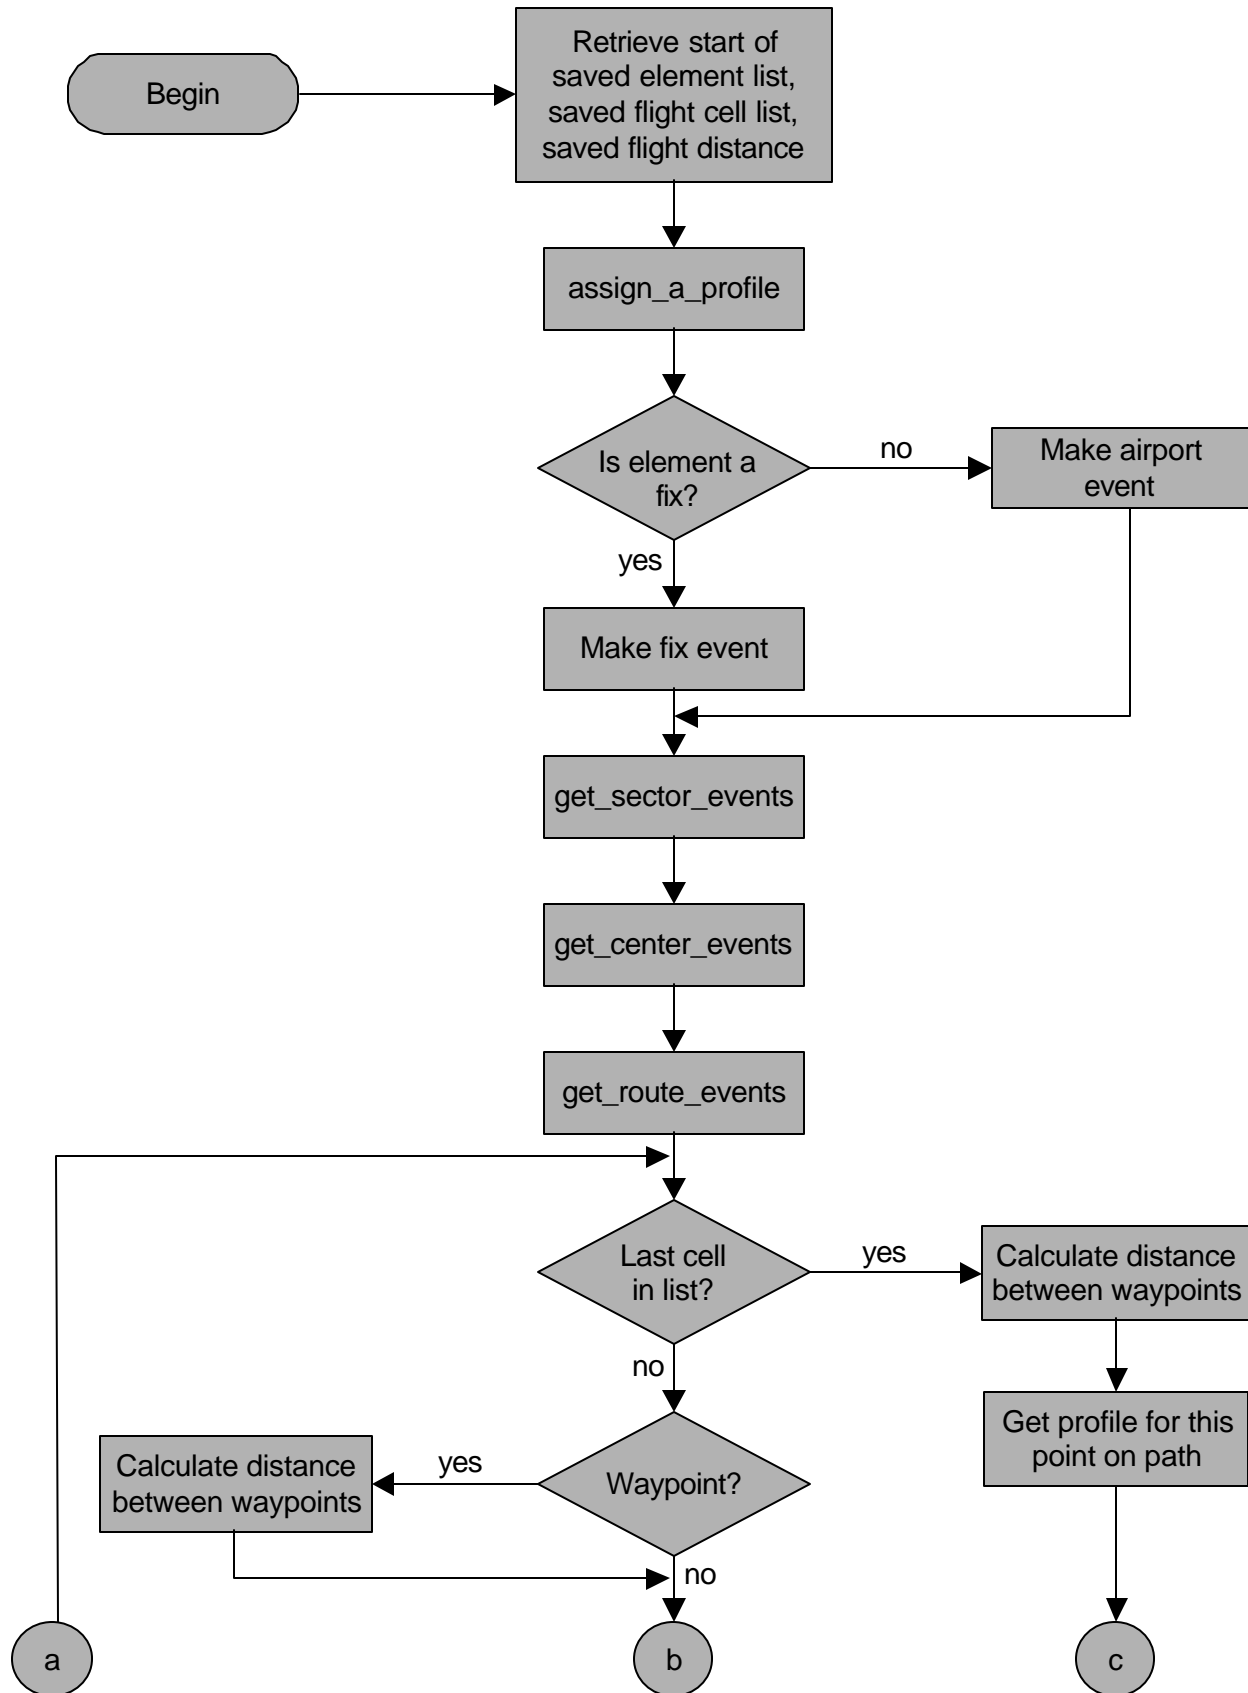 Begin
Retrieve start of
saved element list,
saved flight cell list,
saved flight distance
assign_a_profile
Is element a
fix?
no
Make airport
event
yes
Make fix event
get_sector_events
get_center_events
get_route_events
Last cell
in list?
yes
Calculate distance
between waypoints
no
Get profile for this
point on path
Waypoint?
yes
Calculate distance
between waypoints
no
a
b
c